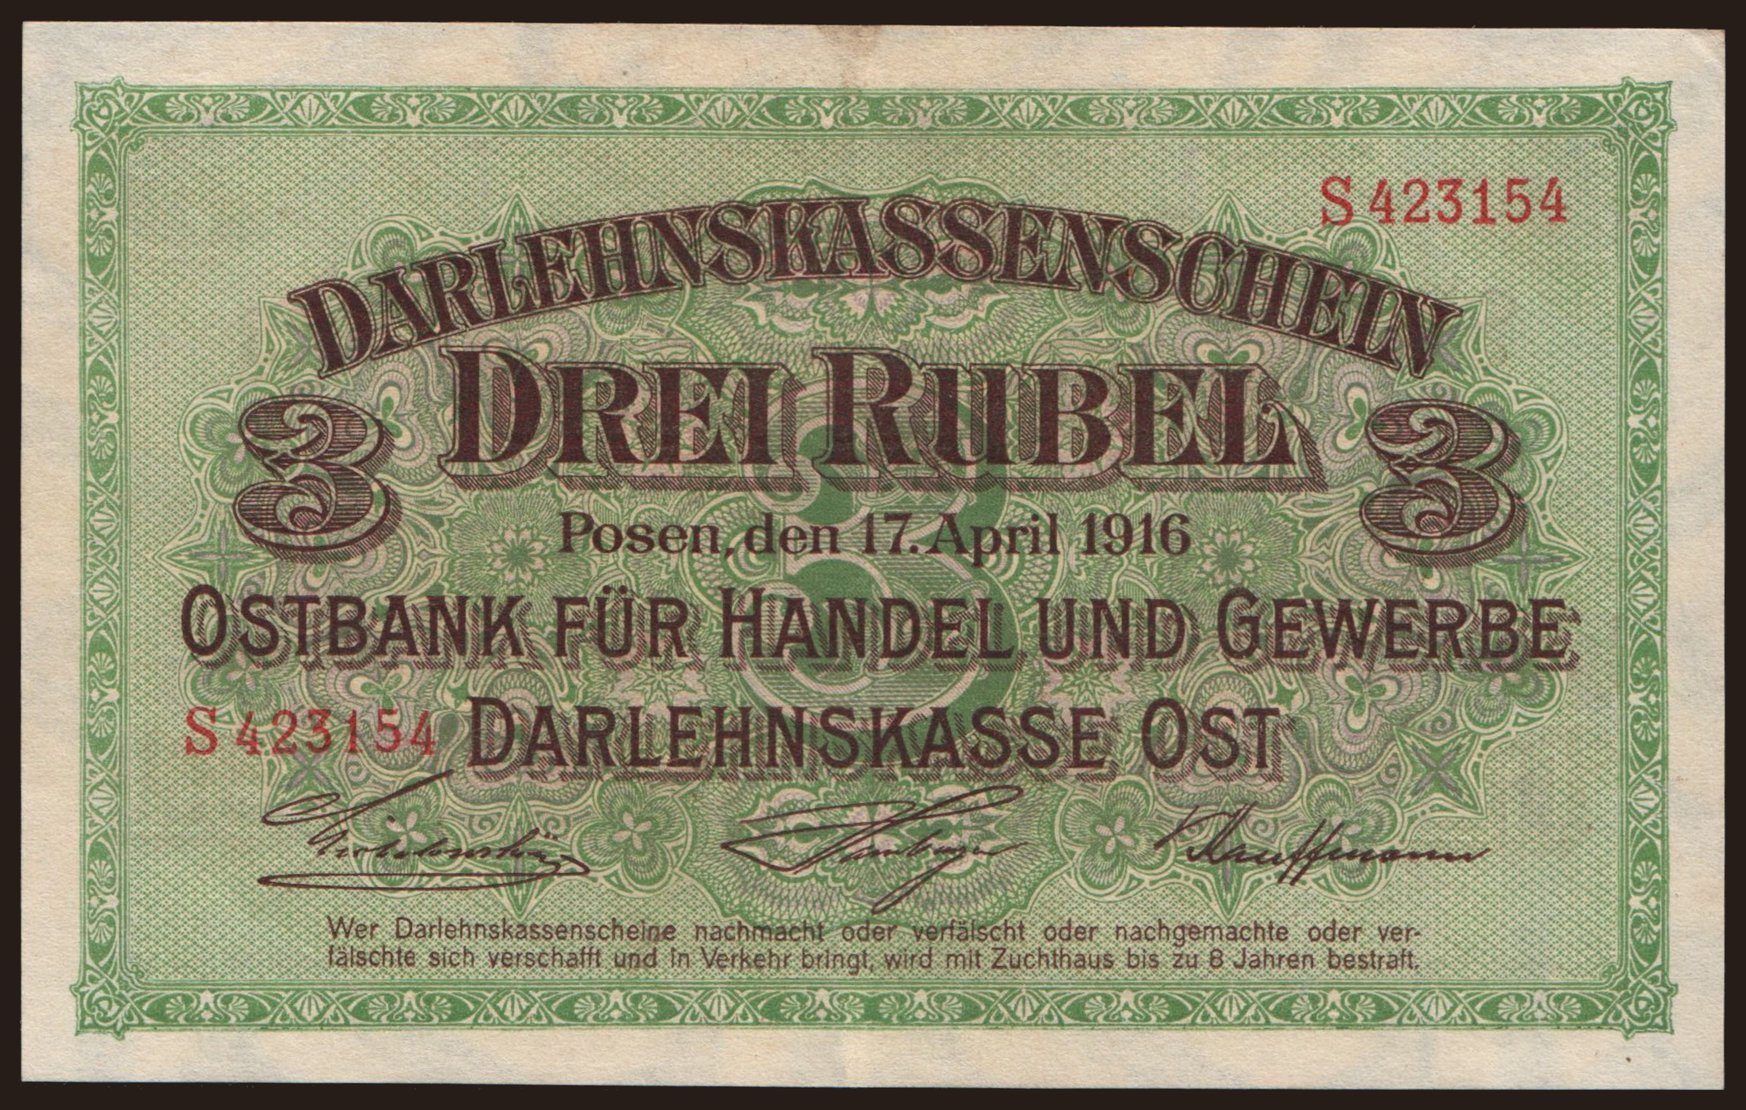 S 423154
DARLEHNSKASSENSCHEIN
3 DREI RUBEL 3
Posen, den 17. April 1916
OSTBANK FÜR HANDEL UND GEWERBE
S 423154 DARLEHNSKASSE OST
Kauffmann
Wer Darlehnskassenscheine nachmacht oder verfälscht oder nachgemachte oder ver-
fälschte sich verschafft und in Verkehr bringt, wird mit Zuchthaus bis zu 8 Jahren bestraft.